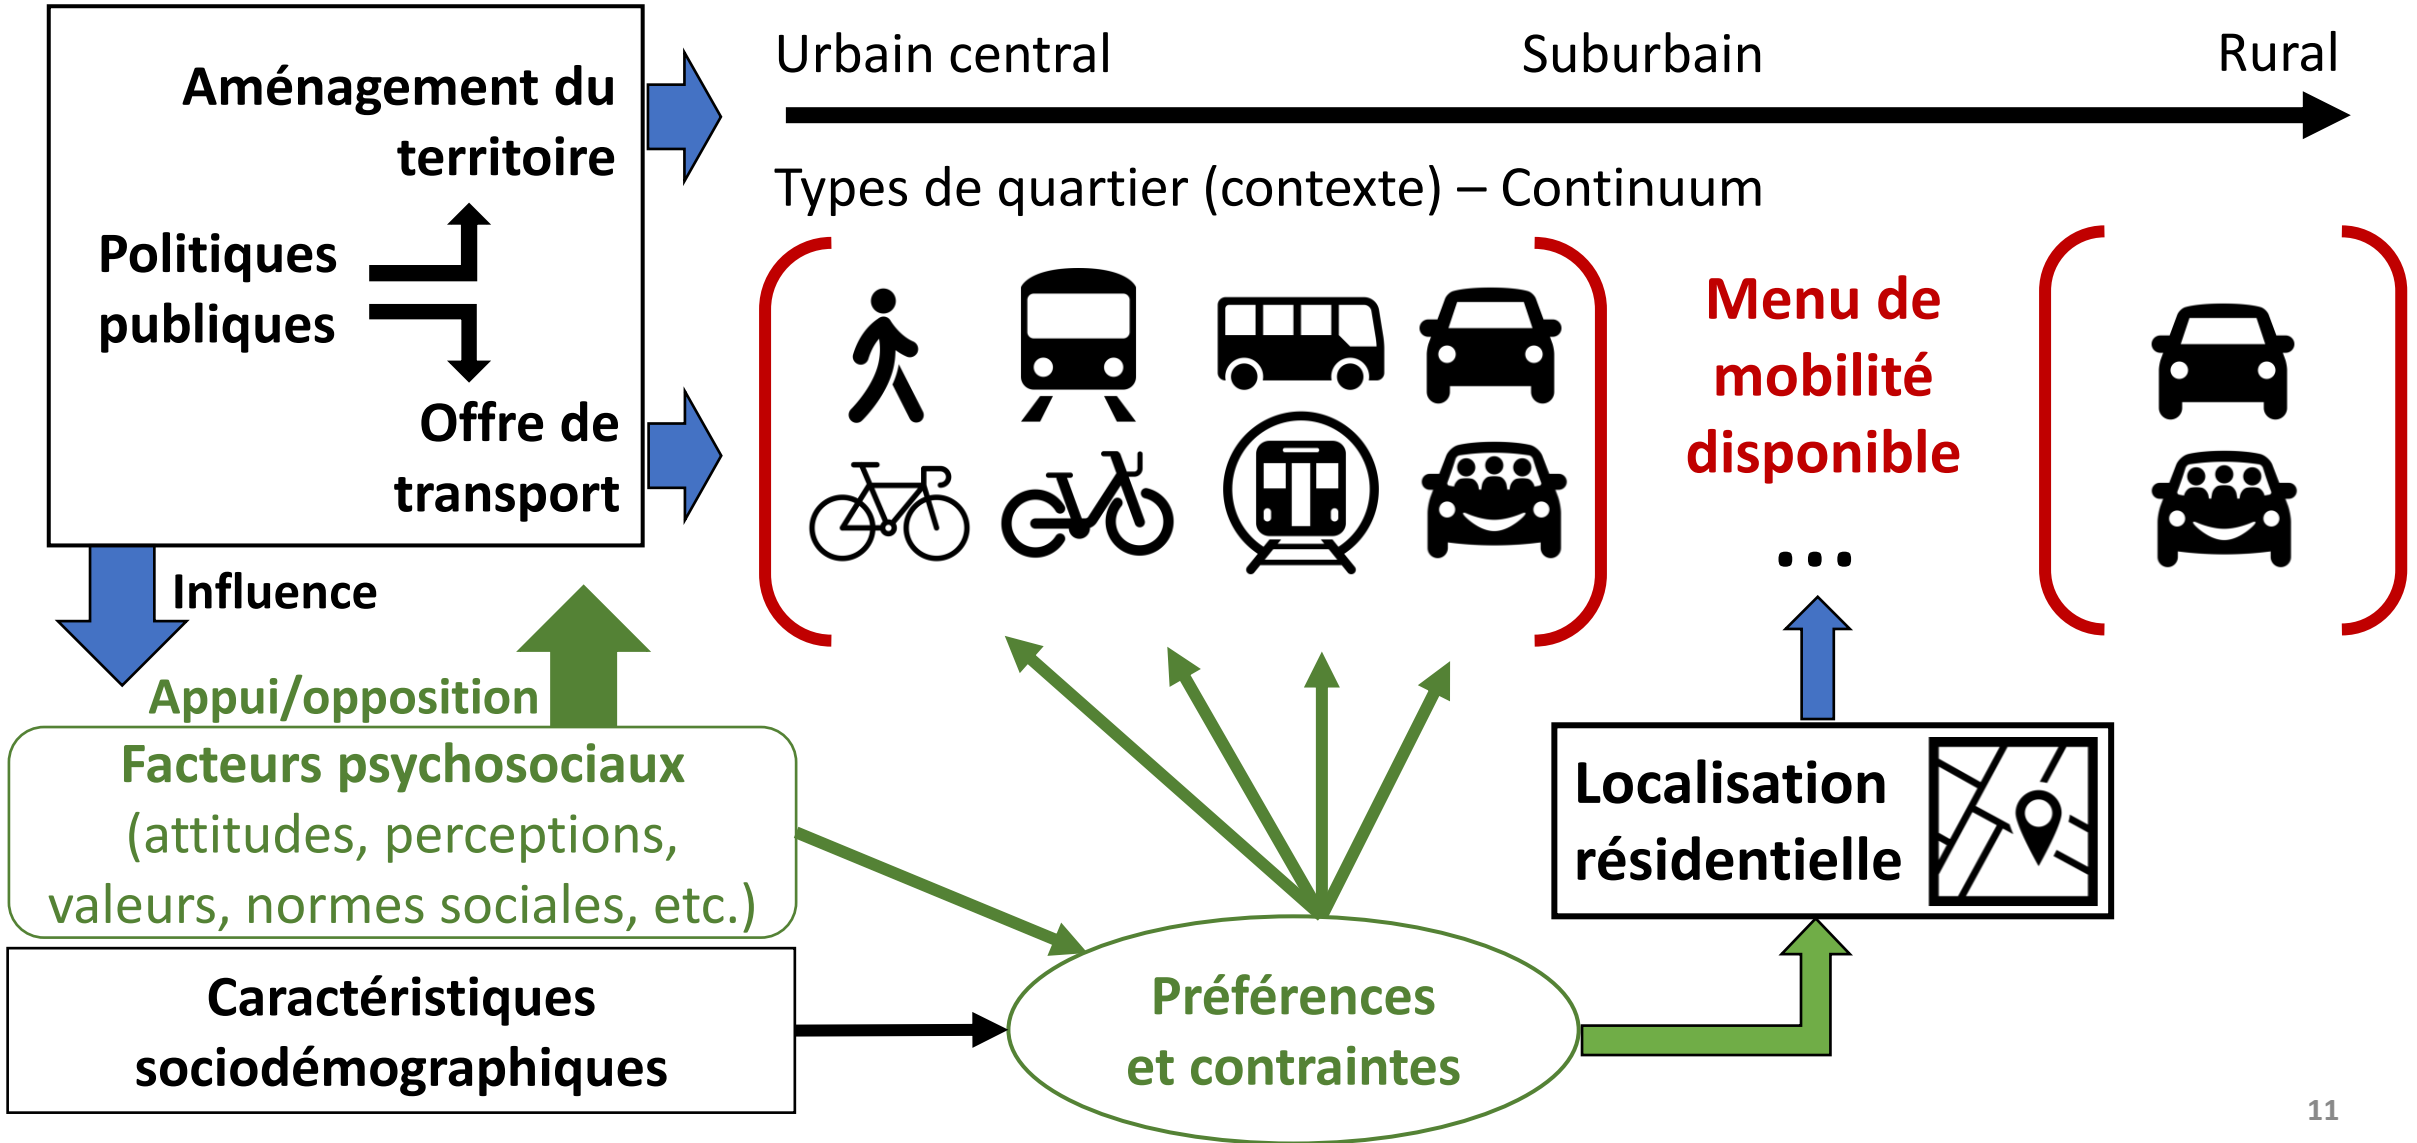 Aménagement du
territoire
Politiques
publiques
Offre de
transport
Urbain central
Suburbain
Rural
Types de quartier (contexte) – Continuum
Menu de
mobilité
disponible
...
Influence
Appui/opposition
Facteurs psychosociaux
(attitudes, perceptions,
valeurs, normes sociales, etc.)
Caractéristiques
sociodémographiques
Préférences
et contraintes
Localisation
résidentielle
11